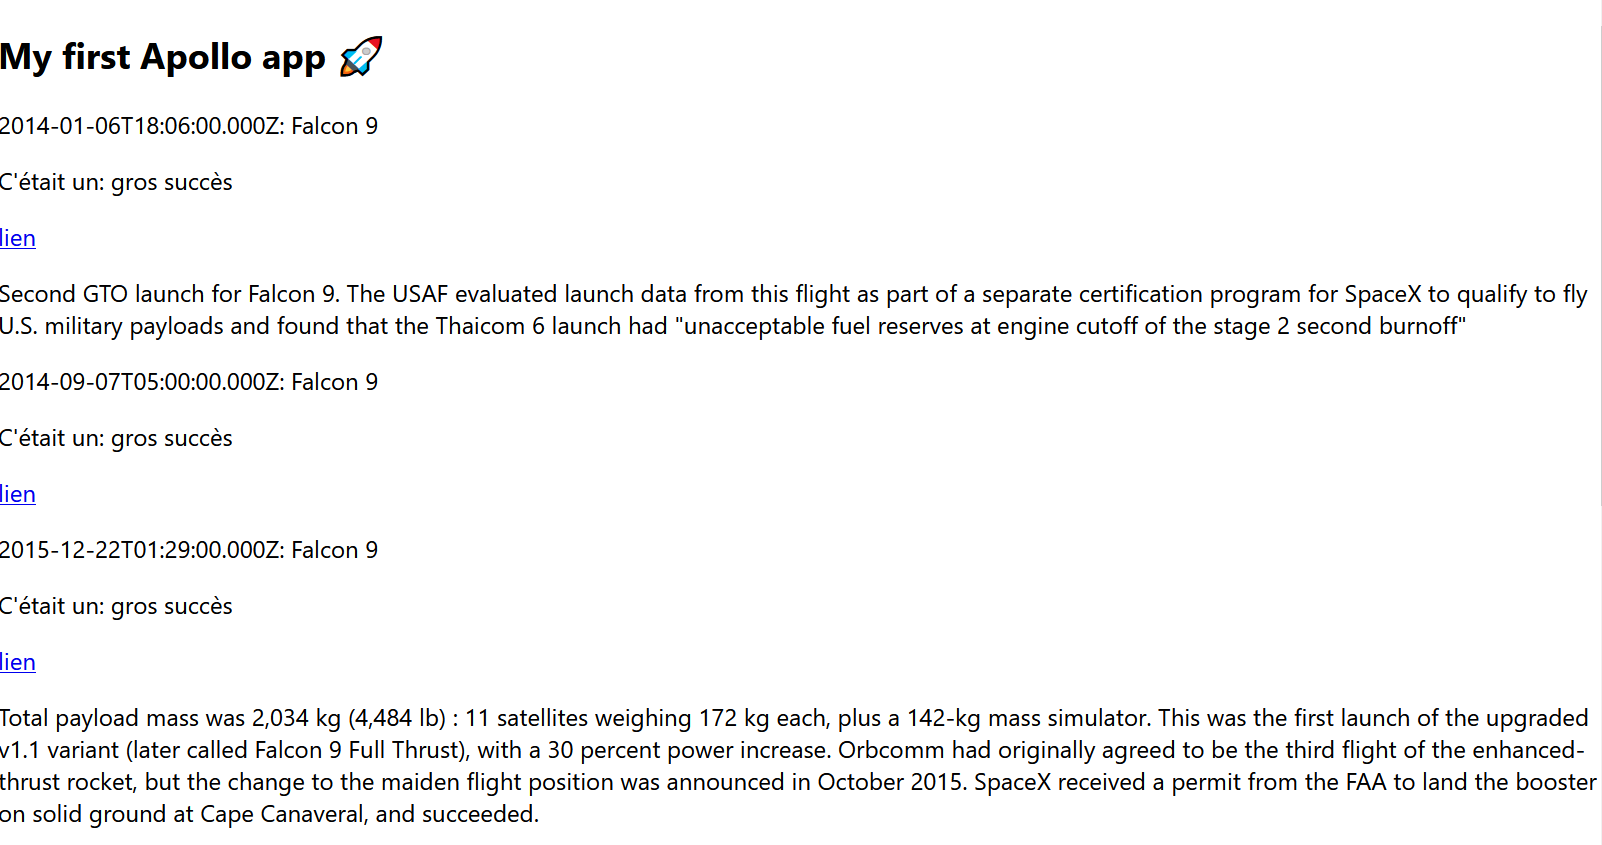 My first Apollo app 🚀
2014-01-06T18:06:00.000Z: Falcon 9
C'était un: gros succès
lien
Second GTO launch for Falcon 9. The USAF evaluated launch data from this flight as part of a separate certification program for SpaceX to qualify to fly
U.S. military payloads and found that the Thaicom 6 launch had "unacceptable fuel reserves at engine cutoff of the stage 2 second burnoff"
2014-09-07T05:00:00.000Z: Falcon 9
C'était un: gros succès
lien
2015-12-22T01:29:00.000Z: Falcon 9
C'était un: gros succès
lien
Total payload mass was 2,034 kg (4,484 lb) : 11 satellites weighing 172 kg each, plus a 142-kg mass simulator. This was the first launch of the upgraded
v1.1 variant (later called Falcon 9 Full Thrust), with a 30 percent power increase. Orbcomm had originally agreed to be the third flight of the enhanced-
thrust rocket, but the change to the maiden flight position was announced in October 2015. SpaceX received a permit from the FAA to land the booster
on solid ground at Cape Canaveral, and succeeded.